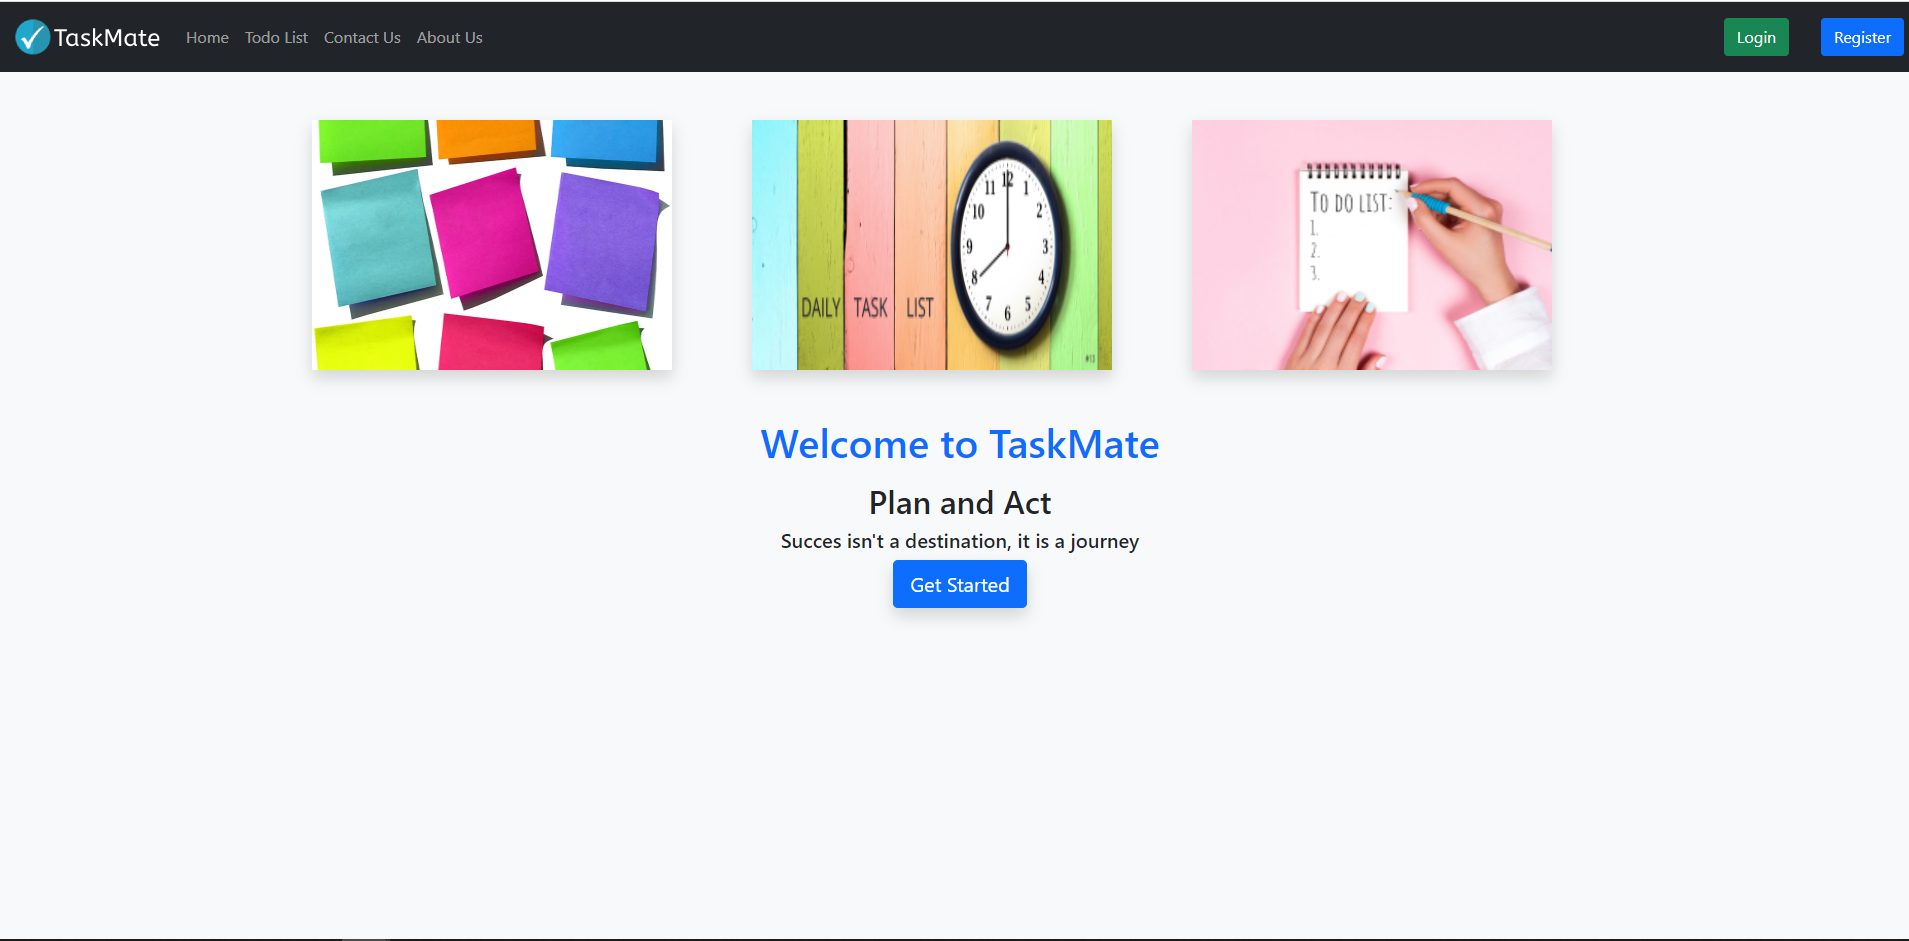 TaskMate Home Todo List Contact Us About Us Login Register
DAILY TASK LIST
12
11 1
10 2
9 3
8 4
7 5
6
#13
TO DO LIST:
1.
2.
3.
Welcome to TaskMate
Plan and Act
Succes isn't a destination, it is a journey
Get Started